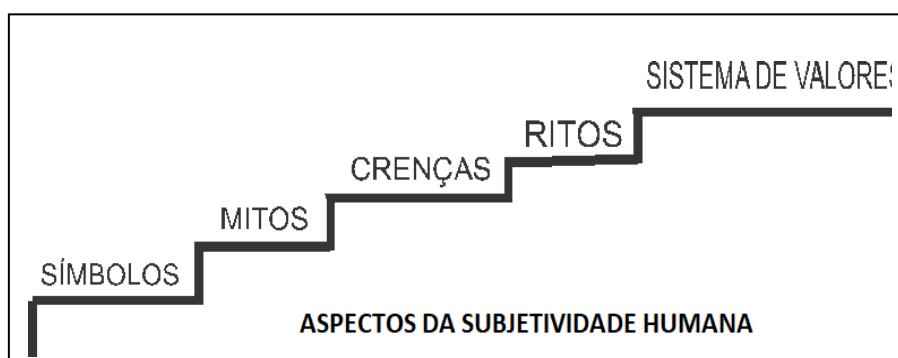 SISTEMA DE VALORES
RITOS
CRENÇAS
MITOS
SÍMBOLOS
ASPECTOS DA SUBJETIVIDADE HUMANA